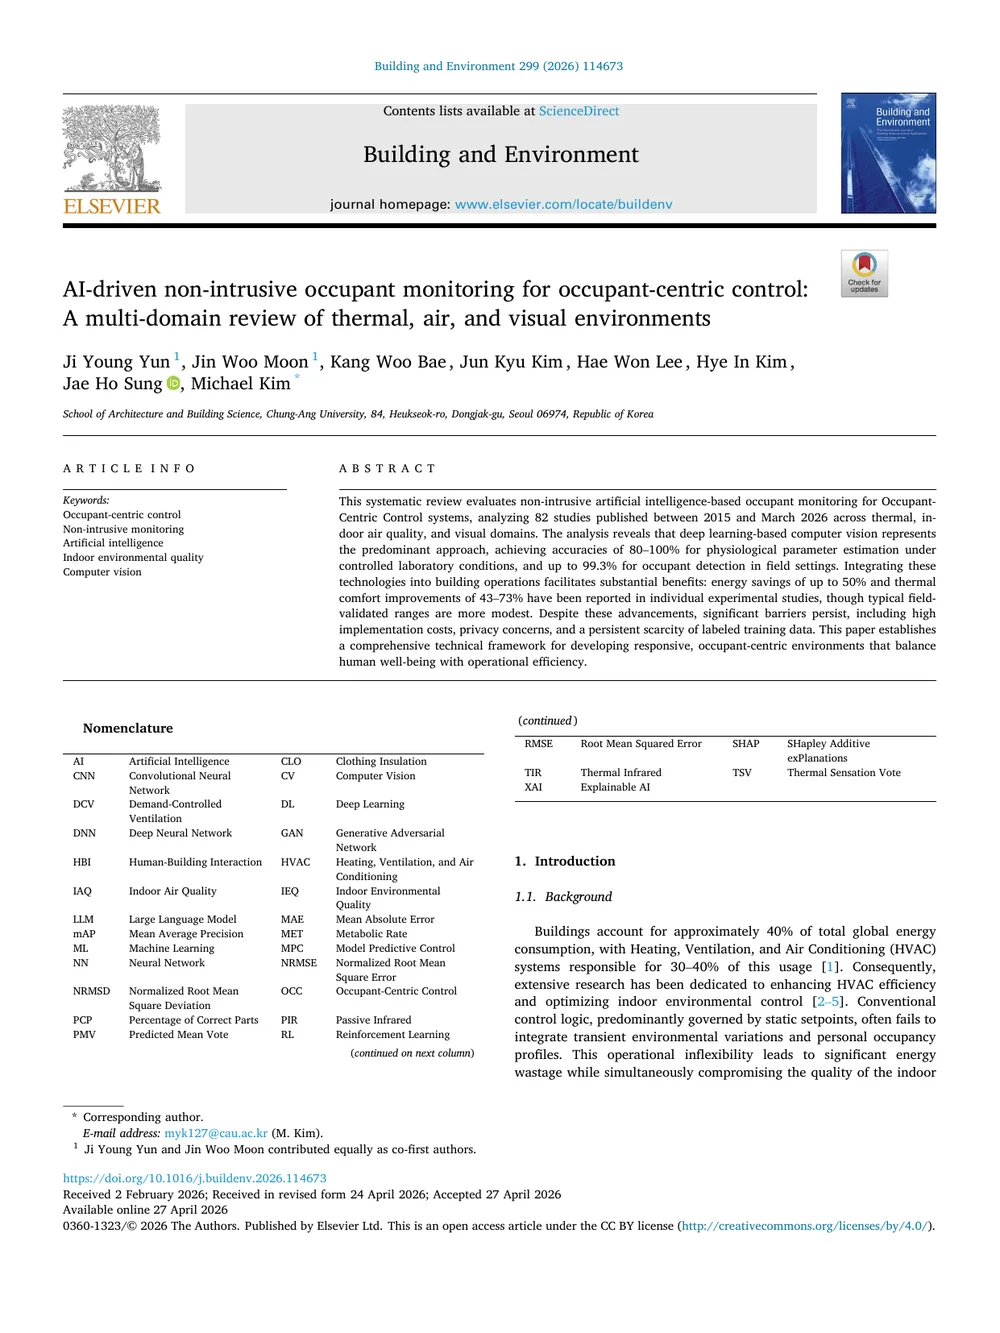 Building and Environment 299 (2026) 114673
Contents lists available at ScienceDirect
Building and Environment
journal homepage: www.elsevier.com/locate/buildenv
ELSEVIER
Building and
Environment
Check for
updates
AI-driven non-intrusive occupant monitoring for occupant-centric control:
A multi-domain review of thermal, air, and visual environments
Ji Young Yun 1, Jin Woo Moon 1, Kang Woo Bae, Jun Kyu Kim, Hae Won Lee, Hye In Kim,
Jae Ho Sung iD, Michael Kim *
School of Architecture and Building Science, Chung-Ang University, 84, Heukseok-ro, Dongjak-gu, Seoul 06974, Republic of Korea
ARTICLE INFO
Keywords:
Occupant-centric control
Non-intrusive monitoring
Artificial intelligence
Indoor environmental quality
Computer vision
ABSTRACT
This systematic review evaluates non-intrusive artificial intelligence-based occupant monitoring for Occupant-
Centric Control systems, analyzing 82 studies published between 2015 and March 2026 across thermal, in-
door air quality, and visual domains. The analysis reveals that deep learning-based computer vision represents
the predominant approach, achieving accuracies of 80–100% for physiological parameter estimation under
controlled laboratory conditions, and up to 99.3% for occupant detection in field settings. Integrating these
technologies into building operations facilitates substantial benefits: energy savings of up to 50% and thermal
comfort improvements of 43–73% have been reported in individual experimental studies, though typical field-
validated ranges are more modest. Despite these advancements, significant barriers persist, including high
implementation costs, privacy concerns, and a persistent scarcity of labeled training data. This paper establishes
a comprehensive technical framework for developing responsive, occupant-centric environments that balance
human well-being with operational efficiency.
Nomenclature
AI Artificial Intelligence CLO Clothing Insulation
CNN Convolutional Neural CV Computer Vision
Network
DCV Demand-Controlled DL Deep Learning
Ventilation
DNN Deep Neural Network GAN Generative Adversarial
Network
HBI Human-Building Interaction HVAC Heating, Ventilation, and Air
Conditioning
IAQ Indoor Air Quality IEQ Indoor Environmental
Quality
LLM Large Language Model MAE Mean Absolute Error
mAP Mean Average Precision MET Metabolic Rate
ML Machine Learning MPC Model Predictive Control
NN Neural Network NRMSE Normalized Root Mean
Square Error
NRMSD Normalized Root Mean OCC Occupant-Centric Control
Square Deviation
PCP Percentage of Correct Parts PIR Passive Infrared
PMV Predicted Mean Vote RL Reinforcement Learning
(continued on next column)
(continued)
RMSE Root Mean Squared Error SHAP SHapley Additive
exPlanations
TIR Thermal Infrared TSV Thermal Sensation Vote
XAI Explainable AI
1. Introduction
1.1. Background
Buildings account for approximately 40% of total global energy
consumption, with Heating, Ventilation, and Air Conditioning (HVAC)
systems responsible for 30–40% of this usage [1]. Consequently,
extensive research has been dedicated to enhancing HVAC efficiency
and optimizing indoor environmental control [2–5]. Conventional
control logic, predominantly governed by static setpoints, often fails to
integrate transient environmental variations and personal occupancy
profiles. This operational inflexibility leads to significant energy
wastage while simultaneously compromising the quality of the indoor
* Corresponding author.
E-mail address: myk127@cau.ac.kr (M. Kim).
1 Ji Young Yun and Jin Woo Moon contributed equally as co-first authors.
https://doi.org/10.1016/j.buildenv.2026.114673
Received 2 February 2026; Received in revised form 24 April 2026; Accepted 27 April 2026
Available online 27 April 2026
0360-1323/© 2026 The Authors. Published by Elsevier Ltd. This is an open access article under the CC BY license (http://creativecommons.org/licenses/by/4.0/).